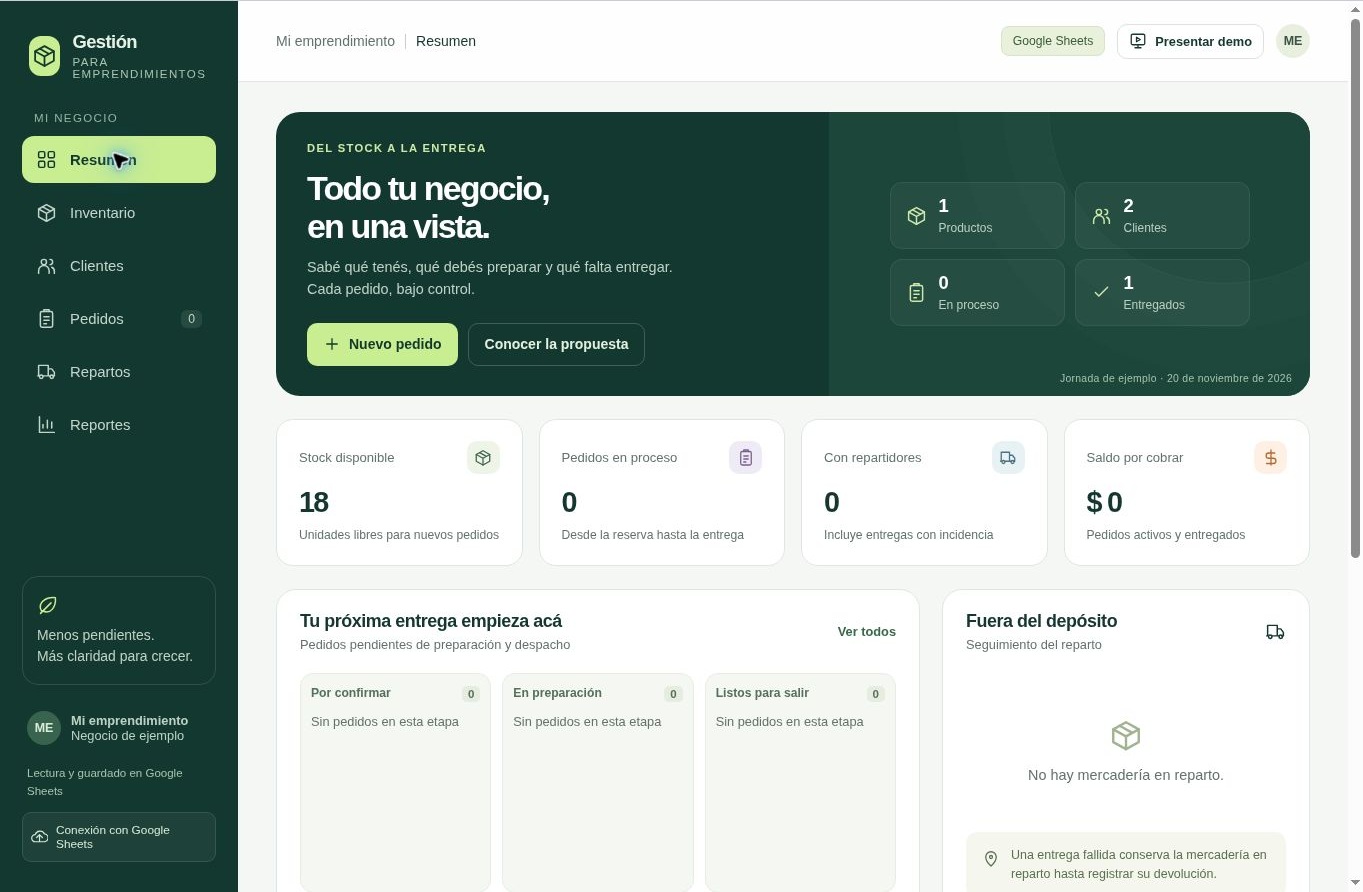 Gestión
PARA
EMPRENDIMIENTOS
MI NEGOCIO
Resumen
Inventario
Clientes
Pedidos
0
Repartos
Reportes
Menos pendientes.
Más claridad para crecer.
ME
Mi emprendimiento
Negocio de ejemplo
Lectura y guardado en Google
Sheets
Conexión con Google
Sheets
Mi emprendimiento
Resumen
Google Sheets
Presentar demo
ME
DEL STOCK A LA ENTREGA
Todo tu negocio,
en una vista.
Sabé qué tenés, qué debés preparar y qué falta entregar.
Cada pedido, bajo control.
Nuevo pedido
Conocer la propuesta
1
Productos
2
Clientes
0
En proceso
1
Entregados
Jornada de ejemplo · 20 de noviembre de 2026
Stock disponible
18
Unidades libres para nuevos pedidos
Pedidos en proceso
0
Desde la reserva hasta la entrega
Con repartidores
0
Incluye entregas con incidencia
Saldo por cobrar
$ 0
Pedidos activos y entregados
Tu próxima entrega empieza acá
Pedidos pendientes de preparación y despacho
Ver todos
Por confirmar
0
Sin pedidos en esta etapa
En preparación
0
Sin pedidos en esta etapa
Listos para salir
0
Sin pedidos en esta etapa
Fuera del depósito
Seguimiento del reparto
No hay mercadería en reparto.
Una entrega fallida conserva la mercadería en
reparto hasta registrar su devolución.